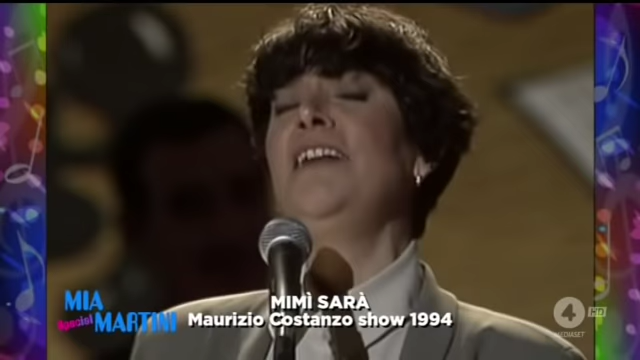 MIMÌ SARÀ
Maurizio Costanzo show 1994
MIA
Special
MARTINI
4 HD
MEDIASET